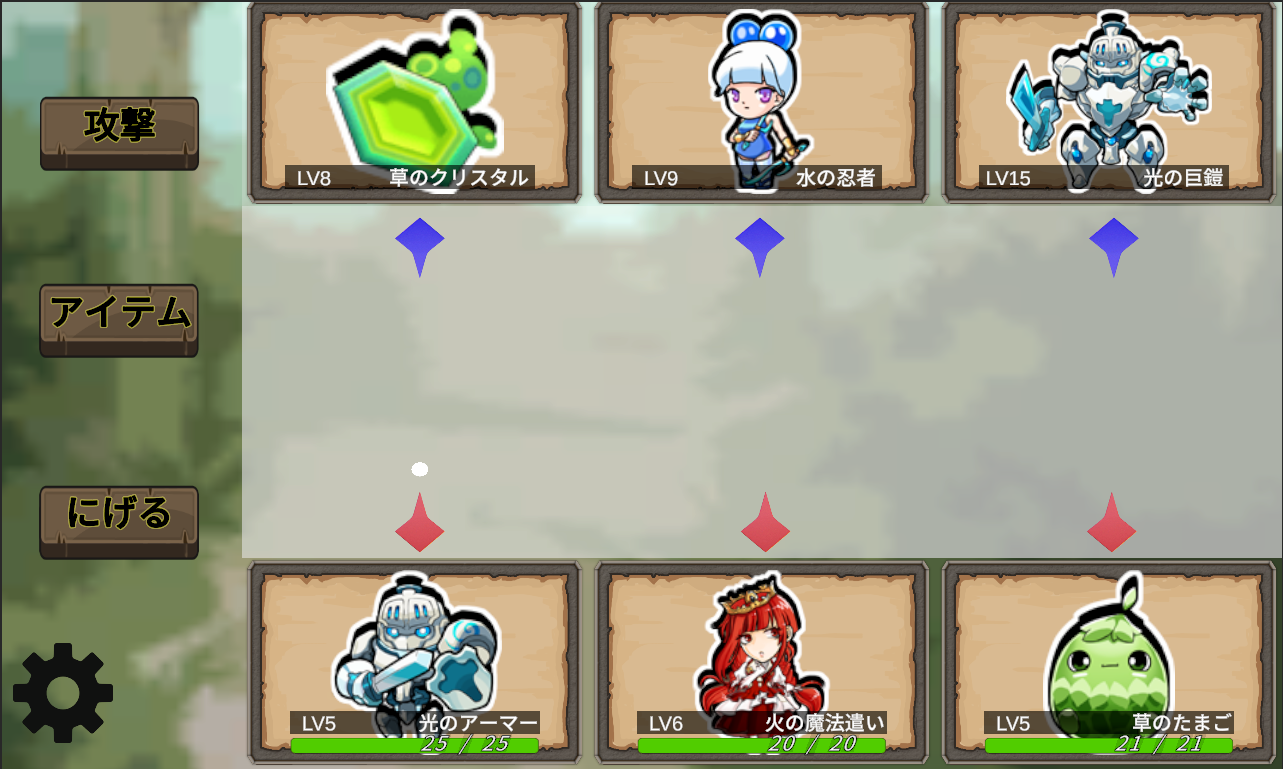 攻撃
アイテム
にげる
LV8 草のクリスタル
LV9 水の忍者
LV15 光の巨鎧
LV5 光のアーマー
25 / 25
LV6 火の魔法遣い
20 / 20
LV5 草のたまご
21 / 21